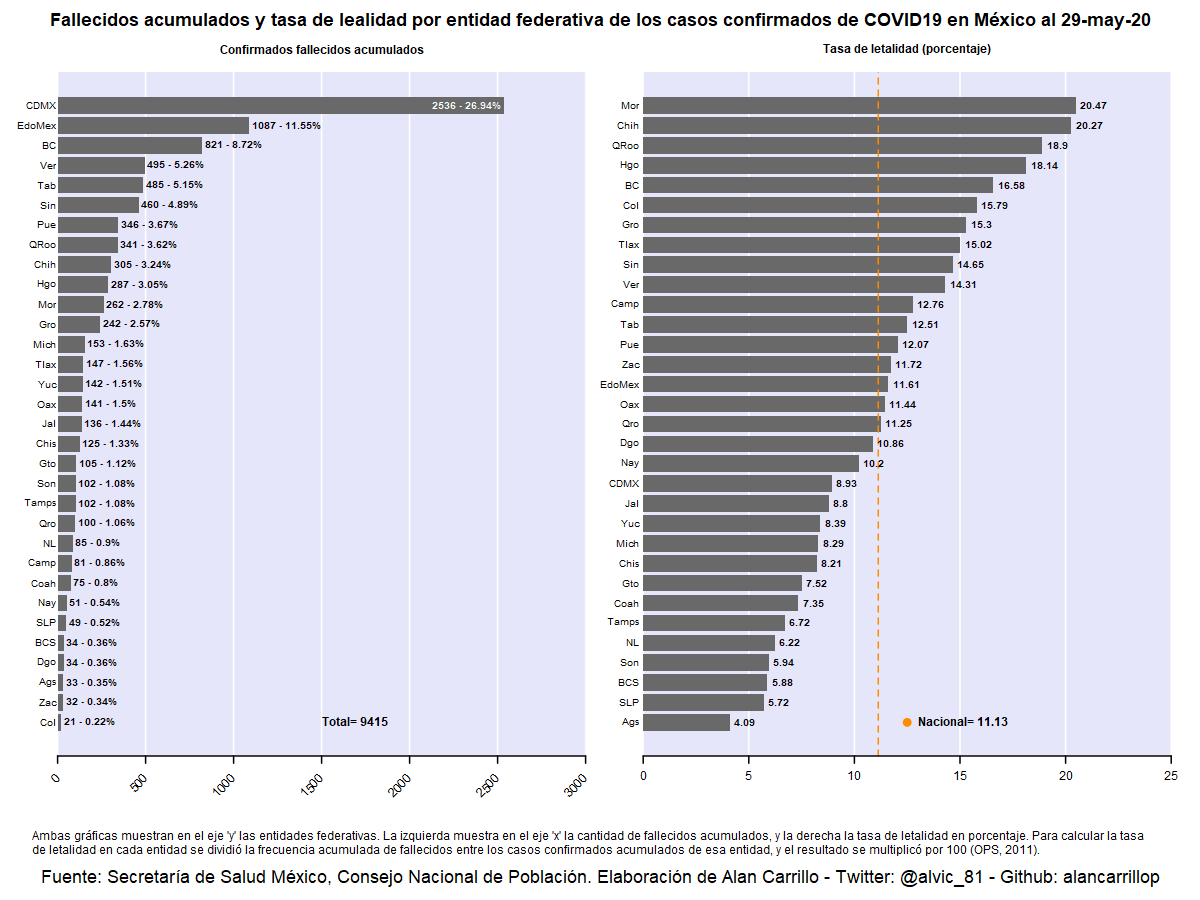 Fallecidos acumulados y tasa de lealidad por entidad federativa de los casos confirmados de COVID19 en México al 29-may-20
Confirmados fallecidos acumulados
CDMX 2536 - 26.94%
EdoMex 1087 - 11.55%
BC 821 - 8.72%
Ver 495 - 5.26%
Tab 485 - 5.15%
Sin 460 - 4.89%
Pue 346 - 3.67%
QRoo 341 - 3.62%
Chih 305 - 3.24%
Hgo 287 - 3.05%
Mor 262 - 2.78%
Gro 242 - 2.57%
Mich 153 - 1.63%
Tlax 147 - 1.56%
Yuc 142 - 1.51%
Oax 141 - 1.5%
Jal 136 - 1.44%
Chis 125 - 1.33%
Gto 105 - 1.12%
Son 102 - 1.08%
Tamps 102 - 1.08%
Qro 100 - 1.06%
NL 85 - 0.9%
Camp 81 - 0.86%
Coah 75 - 0.8%
Nay 51 - 0.54%
SLP 49 - 0.52%
BCS 34 - 0.36%
Dgo 34 - 0.36%
Ags 33 - 0.35%
Zac 32 - 0.34%
Col 21 - 0.22%
Total= 9415
0 500 1000 1500 2000 2500 3000
Tasa de letalidad (porcentaje)
Mor 20.47
Chih 20.27
QRoo 18.9
Hgo 18.14
BC 16.58
Col 15.79
Gro 15.3
Tlax 15.02
Sin 14.65
Ver 14.31
Camp 12.76
Tab 12.51
Pue 12.07
Zac 11.72
EdoMex 11.61
Oax 11.44
Qro 11.25
Dgo 10.86
Nay 10.2
CDMX 8.93
Jal 8.8
Yuc 8.39
Mich 8.29
Chis 8.21
Gto 7.52
Coah 7.35
Tamps 6.72
NL 6.22
Son 5.94
BCS 5.88
SLP 5.72
Ags 4.09
Nacional= 11.13
0 5 10 15 20 25
Ambas gráficas muestran en el eje 'y' las entidades federativas. La izquierda muestra en el eje 'x' la cantidad de fallecidos acumulados, y la derecha la tasa de letalidad en porcentaje. Para calcular la tasa
de letalidad en cada entidad se dividió la frecuencia acumulada de fallecidos entre los casos confirmados acumulados de esa entidad, y el resultado se multiplicó por 100 (OPS, 2011).
Fuente: Secretaría de Salud México, Consejo Nacional de Población. Elaboración de Alan Carrillo - Twitter: @alvic_81 - Github: alancarrillop